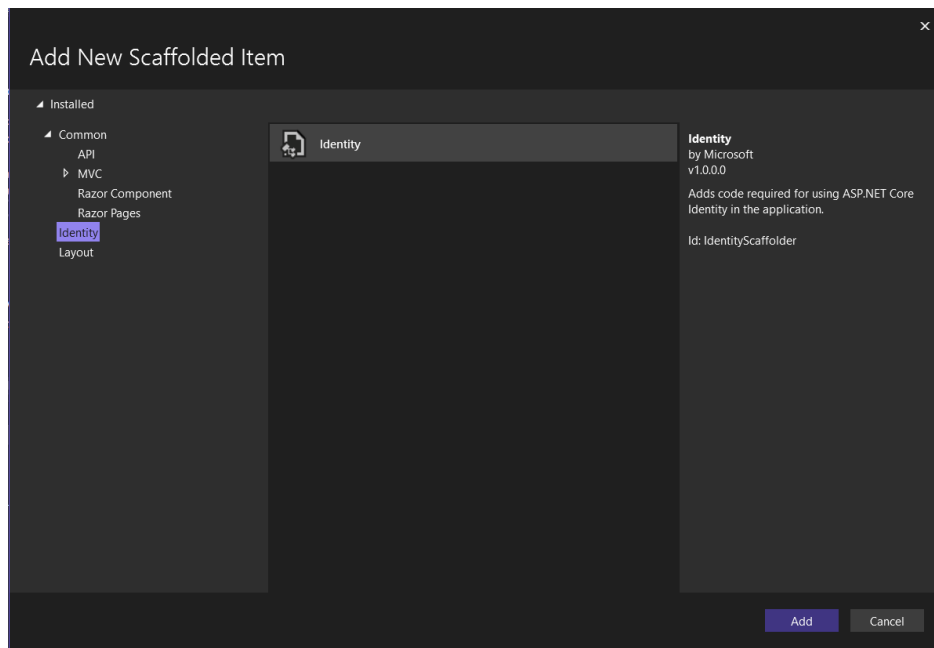 Add New Scaffolded Item
Installed
Common
API
MVC
Razor Component
Razor Pages
Identity
Layout
Identity
Identity
by Microsoft
v1.0.0.0
Adds code required for using ASP.NET Core
Identity in the application.
Id: IdentityScaffolder
Add
Cancel